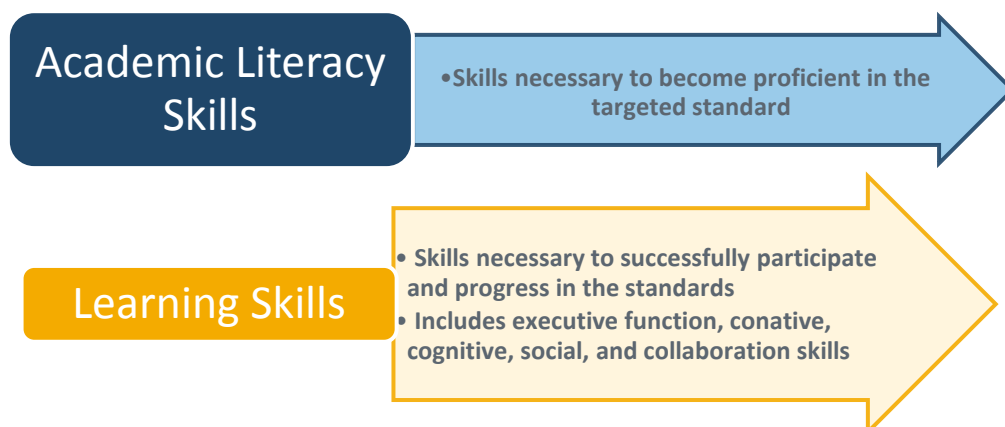 Academic Literacy
Skills
•Skills necessary to become proficient in the
targeted standard
Learning Skills
• Skills necessary to successfully participate
and progress in the standards
• Includes executive function, conative,
cognitive, social, and collaboration skills